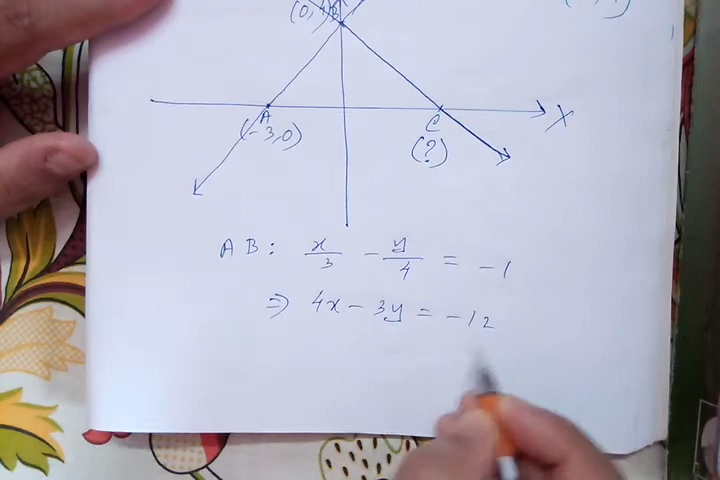 (0, 4) B
A
(-3,0)
C
(?)
X
AB: x/3 - y/4 = -1
⇒ 4x - 3y = -12